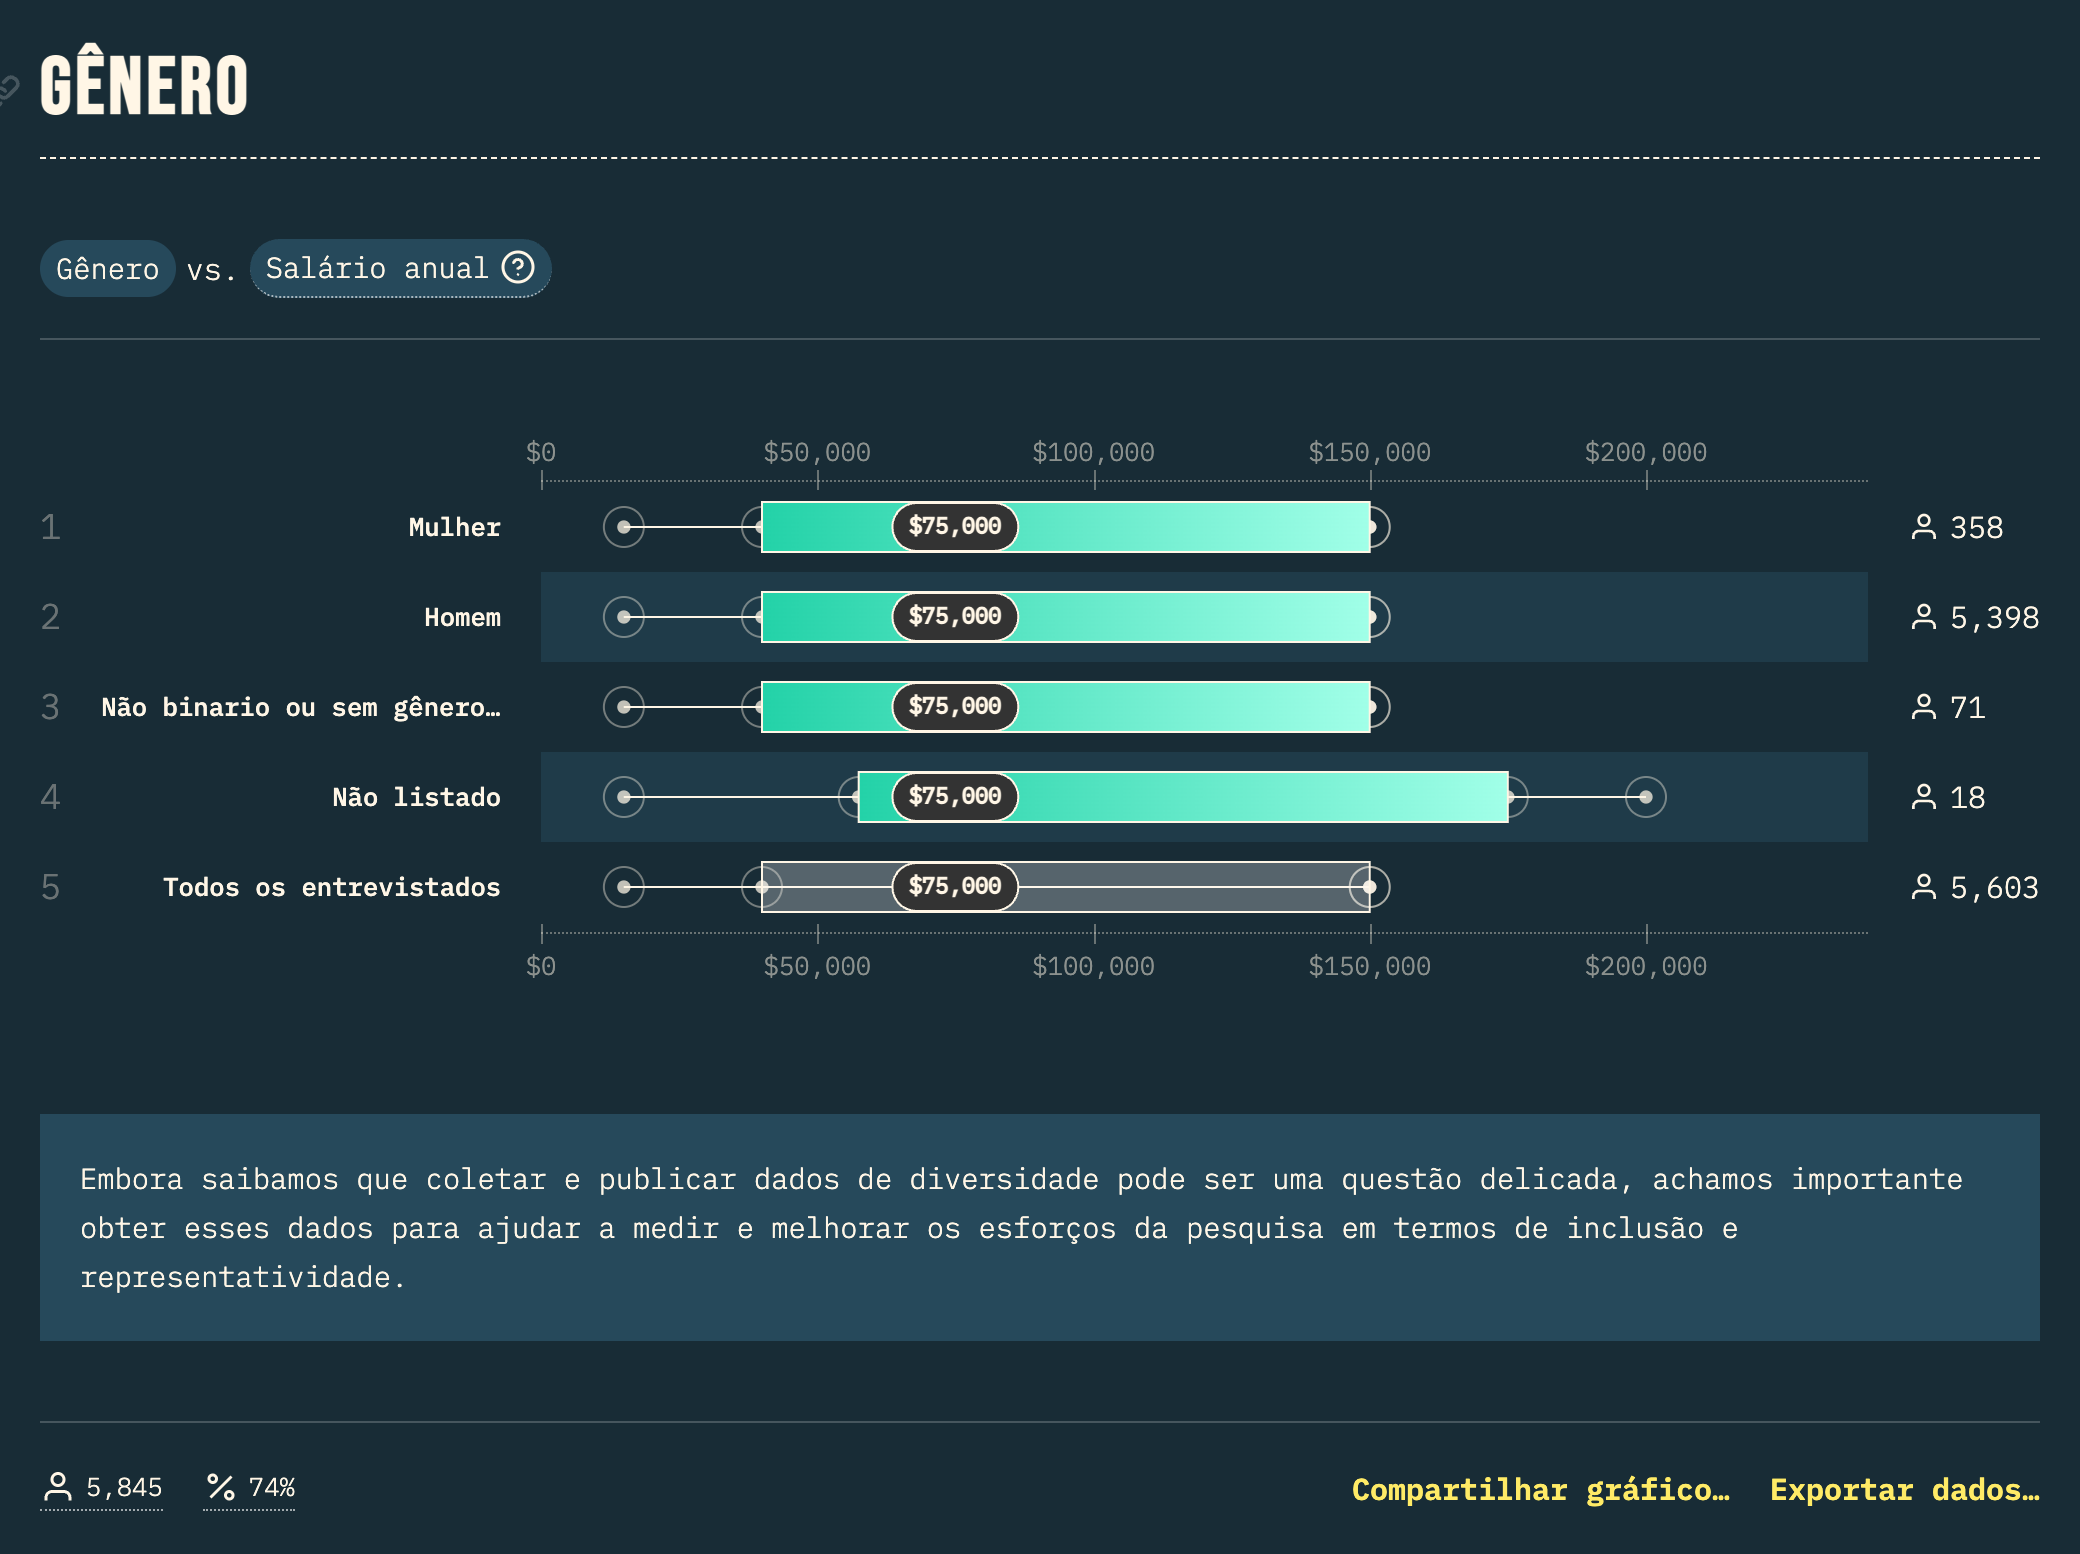 GÊNERO
Gênero vs. Salário anual
$0 $50,000 $100,000 $150,000 $200,000
1 Mulher $75,000 358
2 Homem $75,000 5,398
3 Não binario ou sem gênero… $75,000 71
4 Não listado $75,000 18
5 Todos os entrevistados $75,000 5,603
$0 $50,000 $100,000 $150,000 $200,000
Embora saibamos que coletar e publicar dados de diversidade pode ser uma questão delicada, achamos importante
obter esses dados para ajudar a medir e melhorar os esforços da pesquisa em termos de inclusão e
representatividade.
5,845 74% Compartilhar gráfico… Exportar dados…